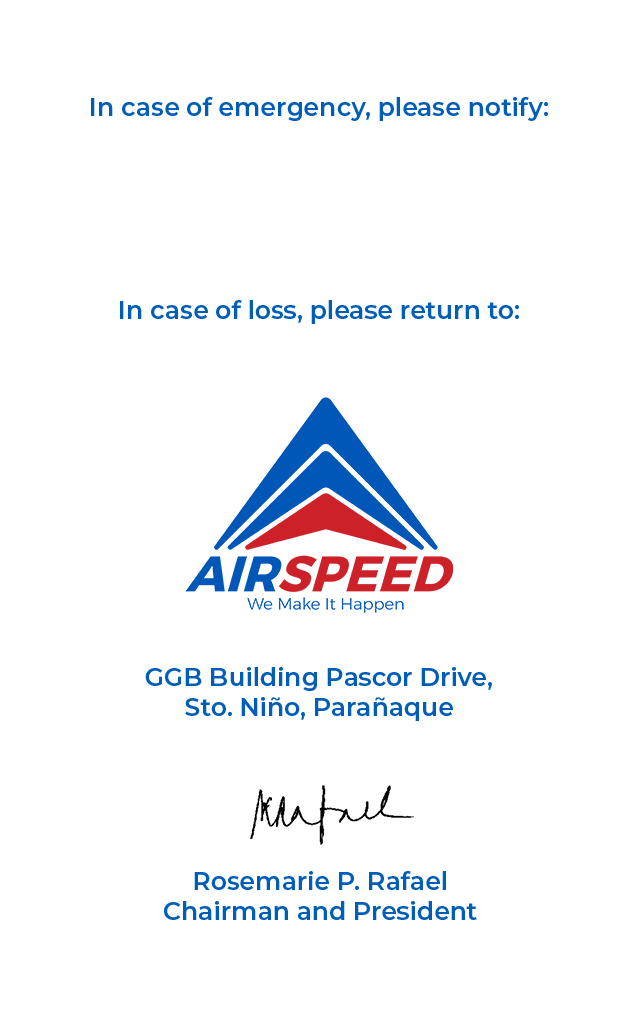 In case of emergency, please notify:
In case of loss, please return to:
AIRSPEED
We Make It Happen
GGB Building Pascor Drive,
Sto. Niño, Parañaque
Rosemarie P. Rafael
Chairman and President